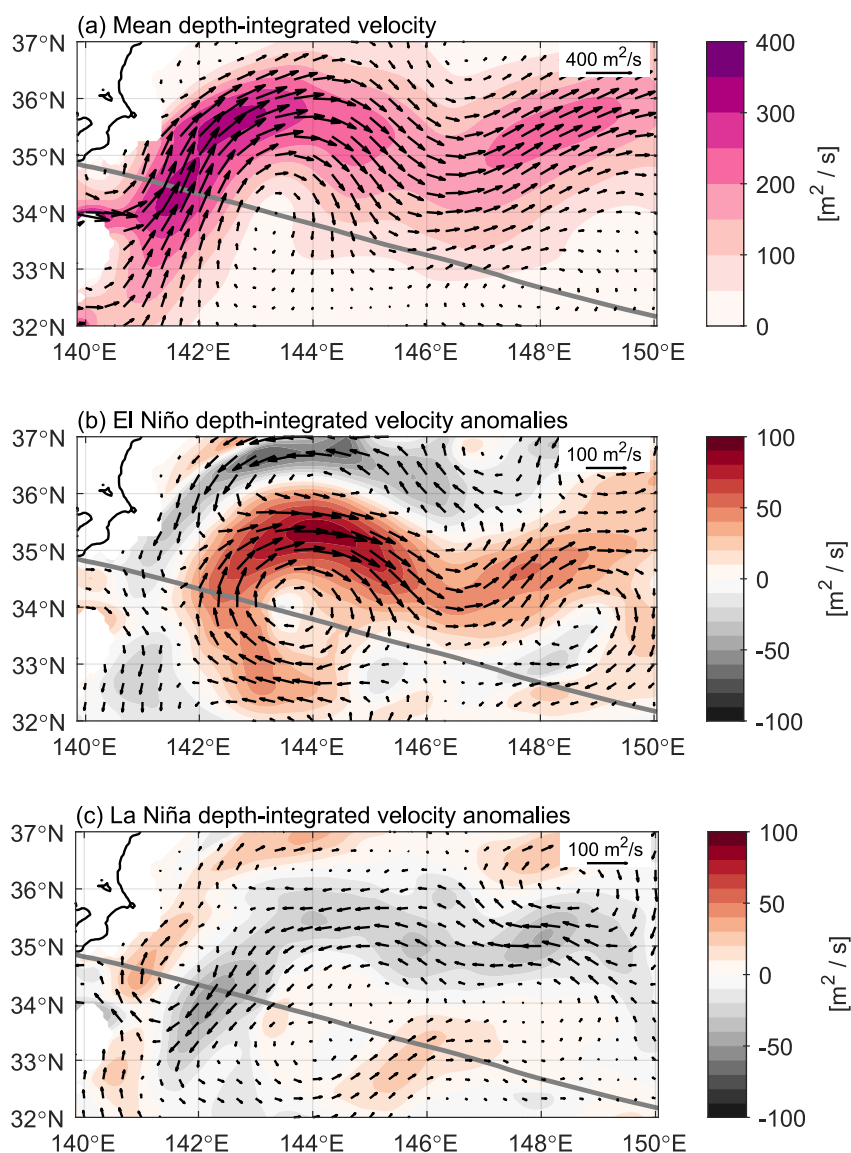 (a) Mean depth-integrated velocity
37°N
36°N
35°N
34°N
33°N
32°N
140°E 142°E 144°E 146°E 148°E 150°E
400 m²/s
400
300
200
100
0
[m² / s]
(b) El Niño depth-integrated velocity anomalies
37°N
36°N
35°N
34°N
33°N
32°N
140°E 142°E 144°E 146°E 148°E 150°E
100 m²/s
100
50
0
-50
-100
[m² / s]
(c) La Niña depth-integrated velocity anomalies
37°N
36°N
35°N
34°N
33°N
32°N
140°E 142°E 144°E 146°E 148°E 150°E
100 m²/s
100
50
0
-50
-100
[m² / s]